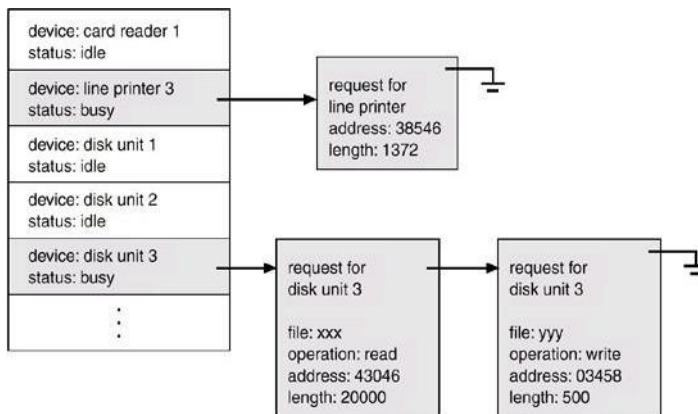 device: card reader 1
status: idle
device: line printer 3
status: busy
device: disk unit 1
status: idle
device: disk unit 2
status: idle
device: disk unit 3
status: busy
request for
line printer
address: 38546
length: 1372
request for
disk unit 3
file: xxx
operation: read
address: 43046
length: 20000
request for
disk unit 3
file: yyy
operation: write
address: 03458
length: 500